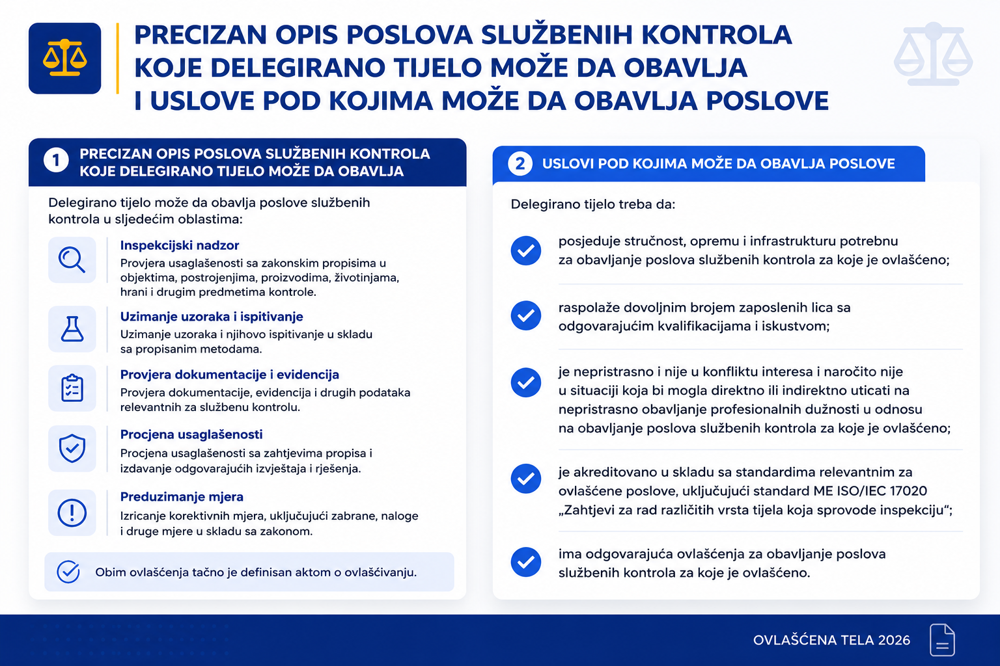 PRECIZAN OPIS POSLOVA SLUŽBENIH KONTROLA
KOJE DELEGIRANO TIJELO MOŽE DA OBAVLJA
I USLOVE POD KOJIMA MOŽE DA OBAVLJA POSLOVE
1
PRECIZAN OPIS POSLOVA SLUŽBENIH KONTROLA
KOJE DELEGIRANO TIJELO MOŽE DA OBAVLJA
Delegirano tijelo može da obavlja poslove službenih
kontrola u sljedećim oblastima:
Inspekcijski nadzor
Provjera usaglašenosti sa zakonskim propisima u
objektima, postrojenjima, proizvodima, životinjama,
hrani i drugim predmetima kontrole.
Uzimanje uzoraka i ispitivanje
Uzimanje uzoraka i njihovo ispitivanje u skladu
sa propisanim metodama.
Provjera dokumentacije i evidencija
Provjera dokumentacije, evidencija i drugih podataka
relevantnih za službenu kontrolu.
Procjena usaglašenosti
Procjena usaglašenosti sa zahtjevima propisa i
izdavanje odgovarajućih izvještaja i rješenja.
Preduzimanje mjera
Izricanje korektivnih mjera, uključujući zabrane, naloge
i druge mjere u skladu sa zakonom.
Obim ovlašćenja tačno je definisan aktom o ovlašćivanju.
2
USLOVI POD KOJIMA MOŽE DA OBAVLJA POSLOVE
Delegirano tijelo treba da:
posjeduje stručnost, opremu i infrastrukturu potrebnu
za obavljanje poslova službenih kontrola za koje je ovlašćeno;
raspolaže dovoljnim brojem zaposlenih lica sa
odgovarajućim kvalifikacijama i iskustvom;
je nepristrasno i nije u konfliktu interesa i naročito nije
u situaciji koja bi mogla direktno ili indirektno uticati na
nepristrasno obavljanje profesionalnih dužnosti u odnosu
na obavljanje poslova službenih kontrola za koje je ovlašćeno;
je akreditovano u skladu sa standardima relevantnim za
ovlašćene poslove, uključujući standard ME ISO/IEC 17020
„Zahtjevi za rad različitih vrsta tijela koja sprovode inspekciju“;
ima odgovarajuća ovlašćenja za obavljanje poslova
službenih kontrola za koje je ovlašćeno.
OVLAŠĆENA TELA 2026